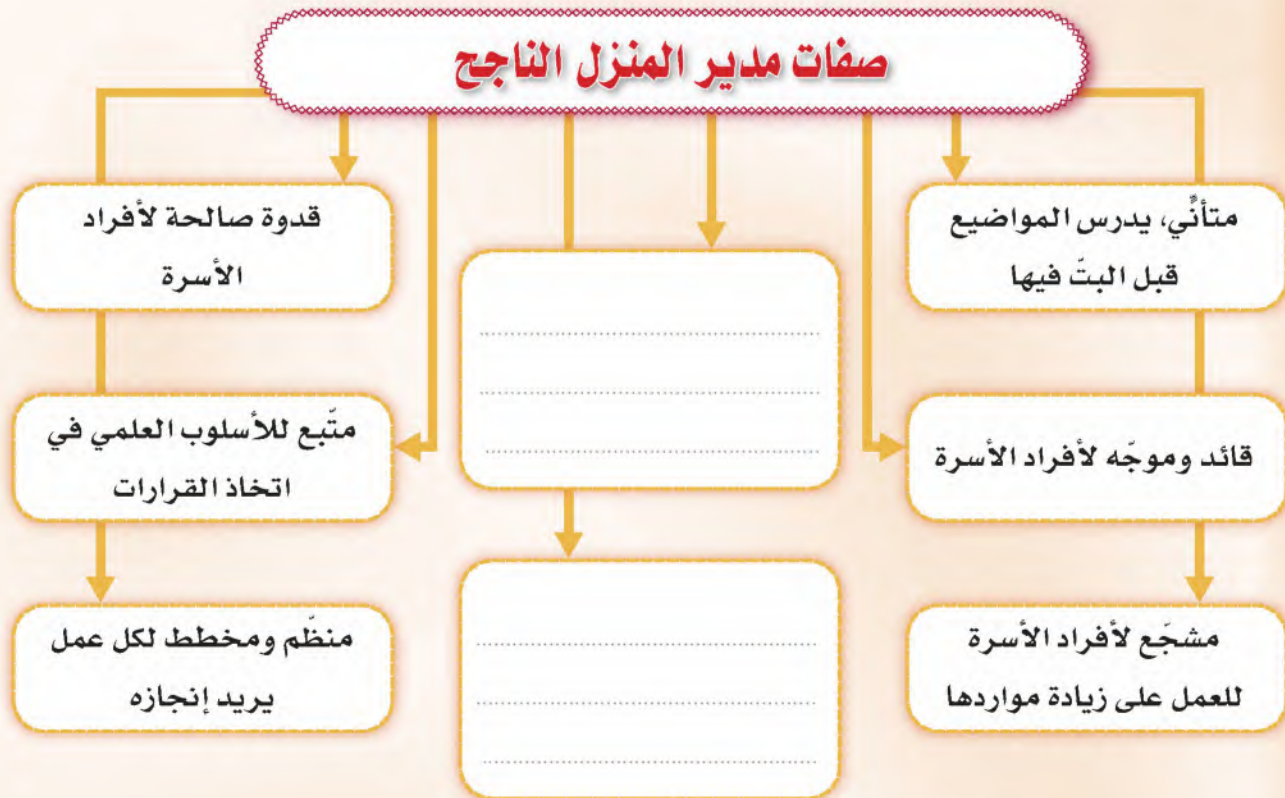 صفات مدير المنزل الناجح
متأنِّي، يدرس المواضيع
قبل البتّ فيها
قائد وموجّه لأفراد الأسرة
مشجّع لأفراد الأسرة
للعمل على زيادة مواردها
قدوة صالحة لأفراد
الأسرة
متّبع للأسلوب العلمي في
اتخاذ القرارات
منظّم ومخطط لكل عمل
يريد إنجازه